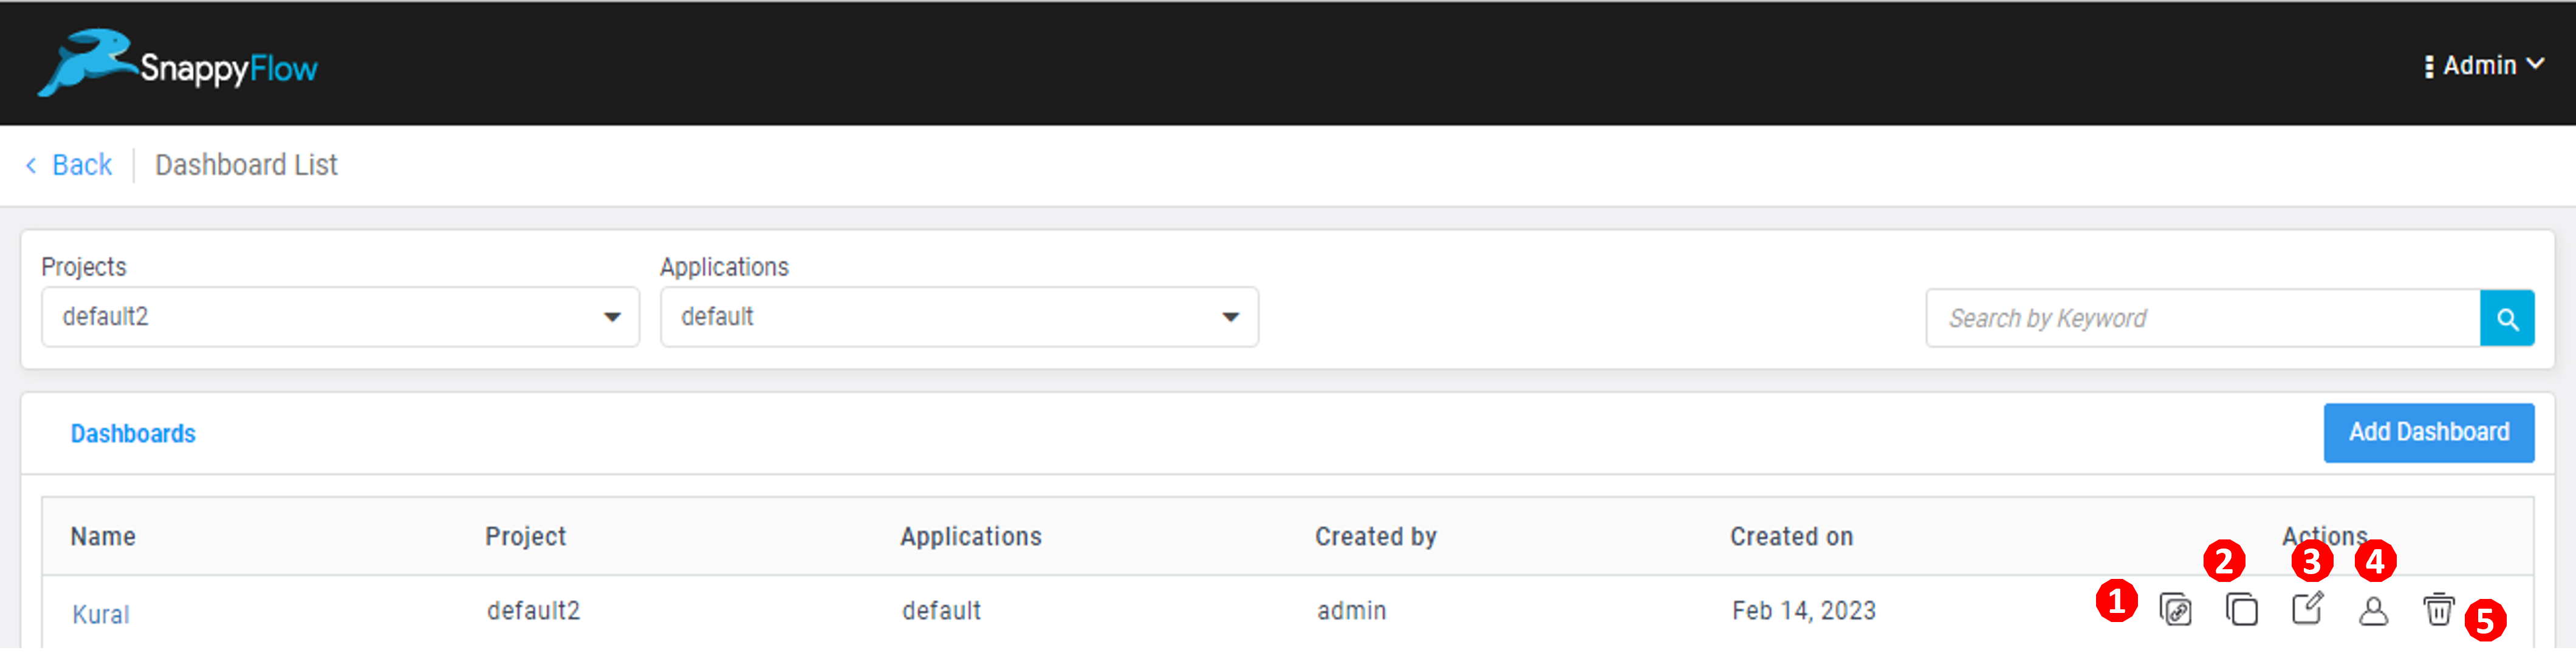 SnappyFlow
Admin
Back Dashboard List
Projects Applications
default2 default Search by Keyword
Dashboards Add Dashboard
Name Project Applications Created by Created on Actions
2 3 4
Kural default2 default admin Feb 14, 2023 1 5